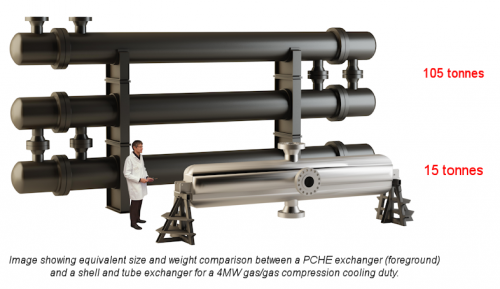 105 tonnes
15 tonnes
Image showing equivalent size and weight comparison between a PCHE exchanger (foreground)
and a shell and tube exchanger for a 4MW gas/gas compression cooling duty.